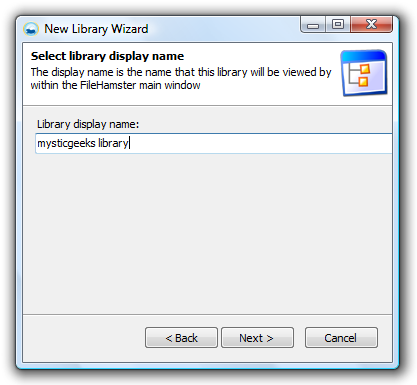 New Library Wizard
Select library display name
The display name is the name that this library will be viewed by
within the FileHamster main window
Library display name:
mysticgeeks library
< Back
Next >
Cancel